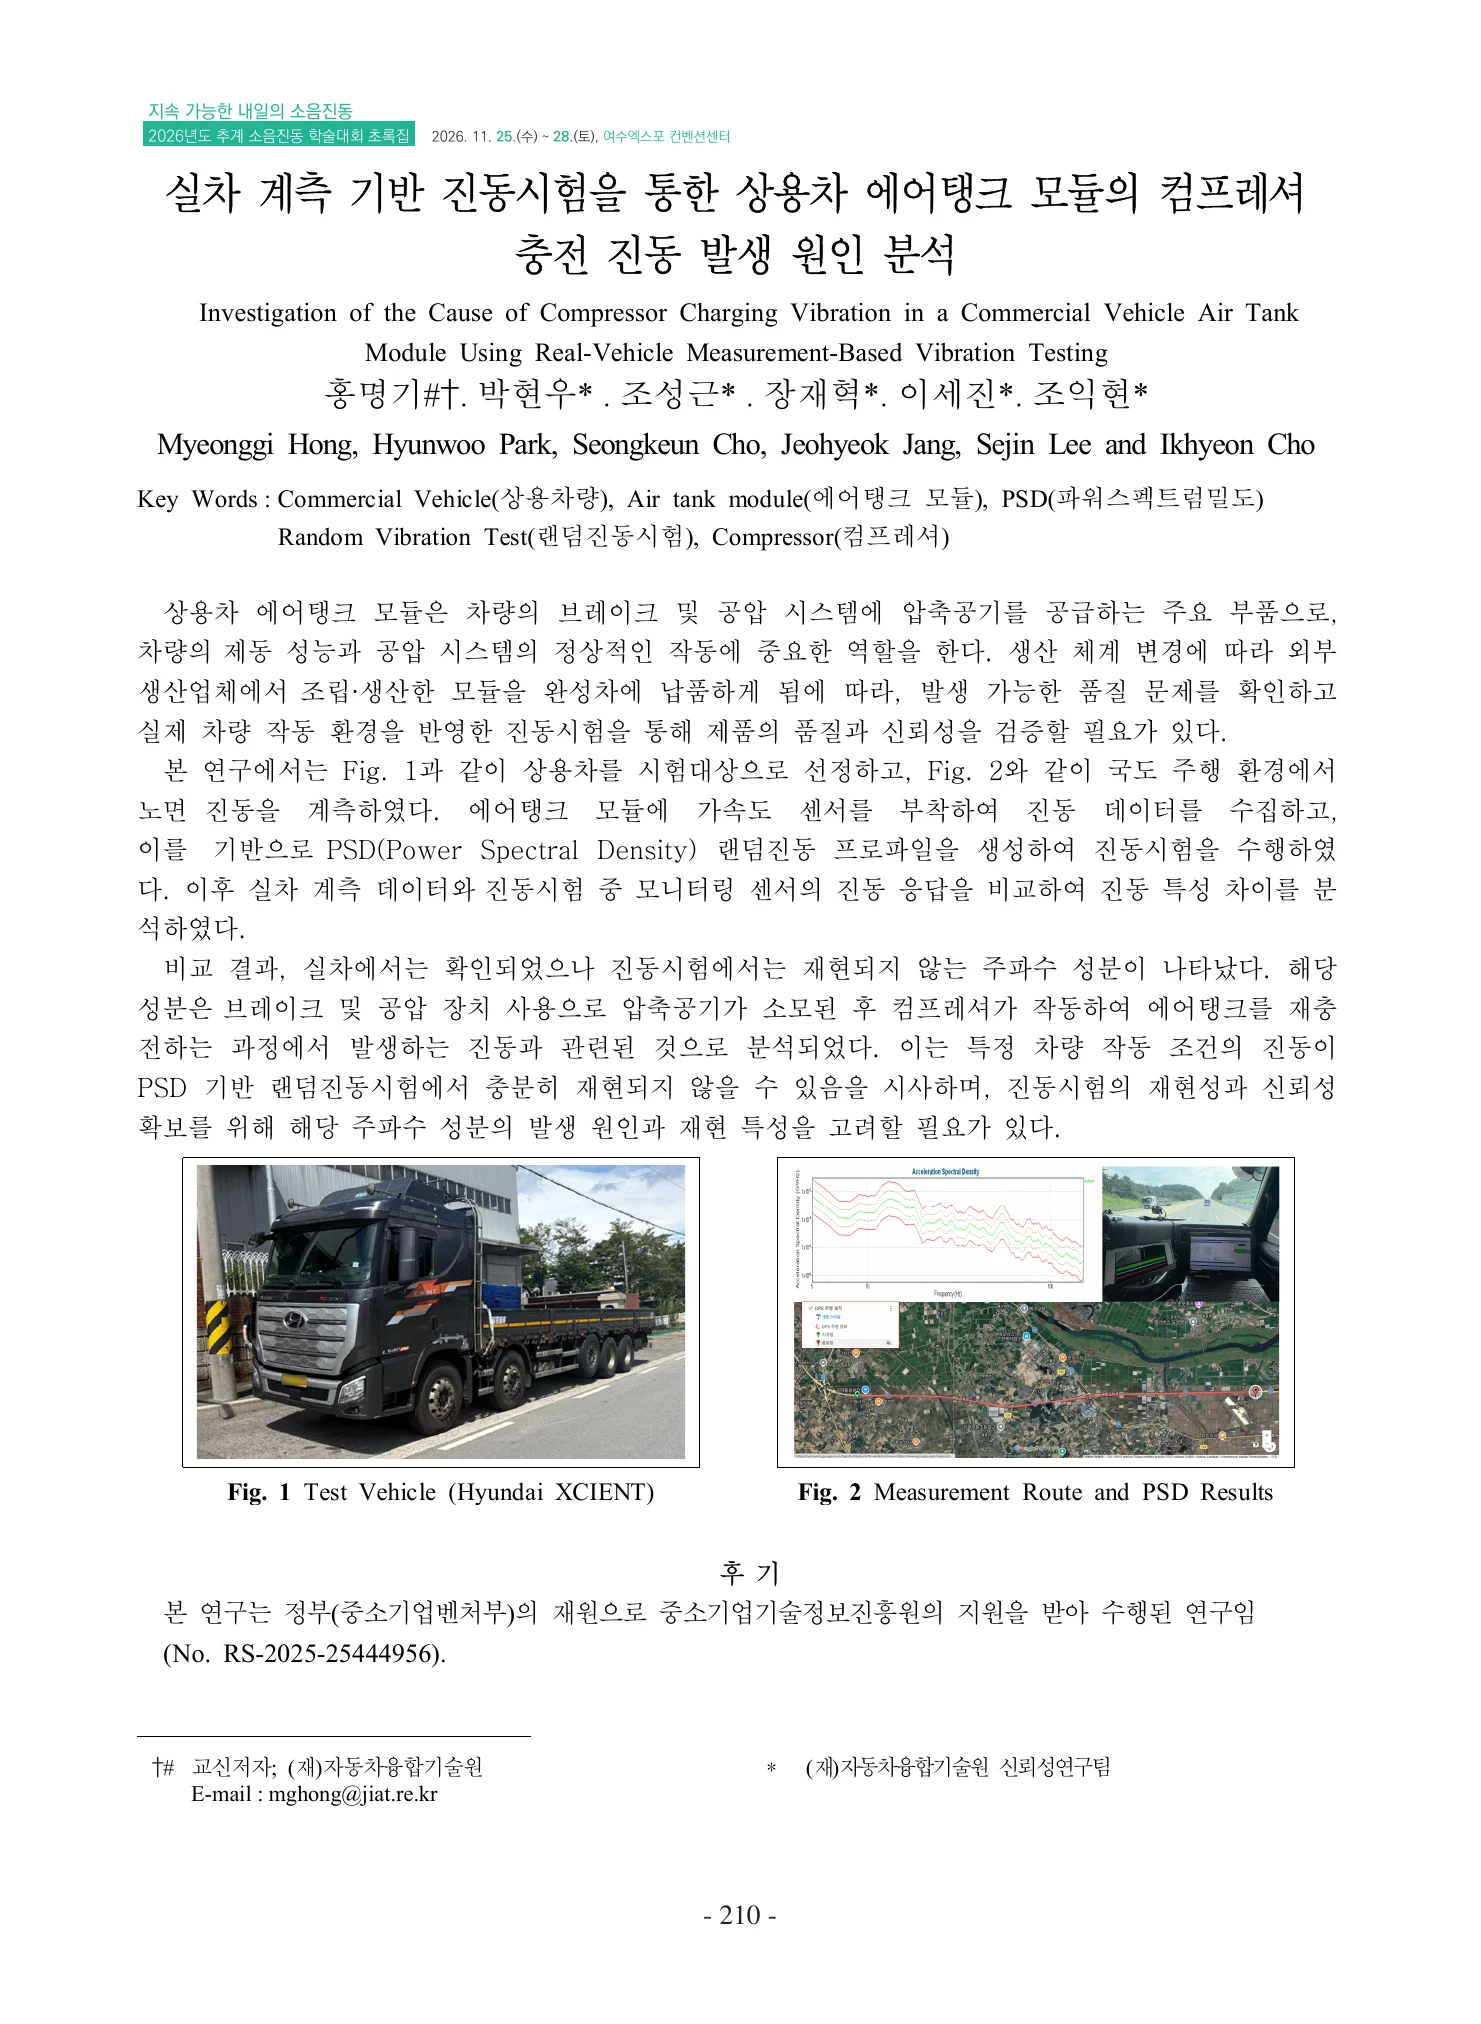 지속 가능한 내일의 소음진동
2026년도 추계 소음진동 학술대회 초록집 2026. 11. 25.(수) ~ 28.(토), 여수엑스포 컨벤션센터
실차 계측 기반 진동시험을 통한 상용차 에어탱크 모듈의 컴프레셔
충전 진동 발생 원인 분석
Investigation of the Cause of Compressor Charging Vibration in a Commercial Vehicle Air Tank
Module Using Real-Vehicle Measurement-Based Vibration Testing
홍명기#†. 박현우* . 조성근* . 장재혁*. 이세진*. 조익현*
Myeonggi Hong, Hyunwoo Park, Seongkeun Cho, Jeohyeok Jang, Sejin Lee and Ikhyeon Cho
Key Words : Commercial Vehicle(상용차량), Air tank module(에어탱크 모듈), PSD(파워스펙트럼밀도)
Random Vibration Test(랜덤진동시험), Compressor(컴프레셔)
상용차 에어탱크 모듈은 차량의 브레이크 및 공압 시스템에 압축공기를 공급하는 주요 부품으로,
차량의 제동 성능과 공압 시스템의 정상적인 작동에 중요한 역할을 한다. 생산 체계 변경에 따라 외부
생산업체에서 조립·생산한 모듈을 완성차에 납품하게 됨에 따라, 발생 가능한 품질 문제를 확인하고
실제 차량 작동 환경을 반영한 진동시험을 통해 제품의 품질과 신뢰성을 검증할 필요가 있다.
본 연구에서는 Fig. 1과 같이 상용차를 시험대상으로 선정하고, Fig. 2와 같이 국도 주행 환경에서
노면 진동을 계측하였다. 에어탱크 모듈에 가속도 센서를 부착하여 진동 데이터를 수집하고,
이를 기반으로 PSD(Power Spectral Density) 랜덤진동 프로파일을 생성하여 진동시험을 수행하였
다. 이후 실차 계측 데이터와 진동시험 중 모니터링 센서의 진동 응답을 비교하여 진동 특성 차이를 분
석하였다.
비교 결과, 실차에서는 확인되었으나 진동시험에서는 재현되지 않는 주파수 성분이 나타났다. 해당
성분은 브레이크 및 공압 장치 사용으로 압축공기가 소모된 후 컴프레셔가 작동하여 에어탱크를 재충
전하는 과정에서 발생하는 진동과 관련된 것으로 분석되었다. 이는 특정 차량 작동 조건의 진동이
PSD 기반 랜덤진동시험에서 충분히 재현되지 않을 수 있음을 시사하며, 진동시험의 재현성과 신뢰성
확보를 위해 해당 주파수 성분의 발생 원인과 재현 특성을 고려할 필요가 있다.
Acceleration Spectral Density
Frequency(Hz)
Fig. 1 Test Vehicle (Hyundai XCIENT)
Fig. 2 Measurement Route and PSD Results
후 기
본 연구는 정부(중소기업벤처부)의 재원으로 중소기업기술정보진흥원의 지원을 받아 수행된 연구임
(No. RS-2025-25444956).
†# 교신저자; (재)자동차융합기술원
E-mail : mghong@jiat.re.kr
* (재)자동차융합기술원 신뢰성연구팀
- 210 -